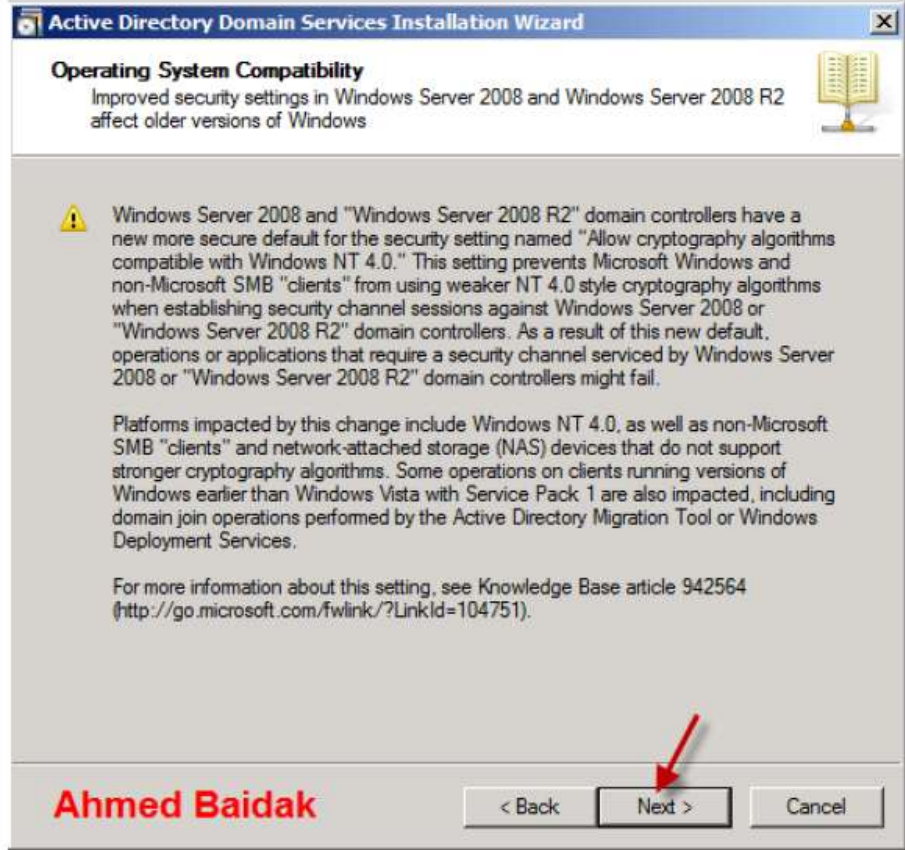 Active Directory Domain Services Installation Wizard
Operating System Compatibility
Improved security settings in Windows Server 2008 and Windows Server 2008 R2
affect older versions of Windows
Windows Server 2008 and "Windows Server 2008 R2" domain controllers have a
new more secure default for the security setting named "Allow cryptography algorithms
compatible with Windows NT 4.0." This setting prevents Microsoft Windows and
non-Microsoft SMB "clients" from using weaker NT 4.0 style cryptography algorithms
when establishing security channel sessions against Windows Server 2008 or
"Windows Server 2008 R2" domain controllers. As a result of this new default,
operations or applications that require a security channel serviced by Windows Server
2008 or "Windows Server 2008 R2" domain controllers might fail.
Platforms impacted by this change include Windows NT 4.0, as well as non-Microsoft
SMB "clients" and network-attached storage (NAS) devices that do not support
stronger cryptography algorithms. Some operations on clients running versions of
Windows earlier than Windows Vista with Service Pack 1 are also impacted, including
domain join operations performed by the Active Directory Migration Tool or Windows
Deployment Services.
For more information about this setting, see Knowledge Base article 942564
(http://go.microsoft.com/fwlink/?LinkId=104751).
Ahmed Baidak
< Back
Next >
Cancel